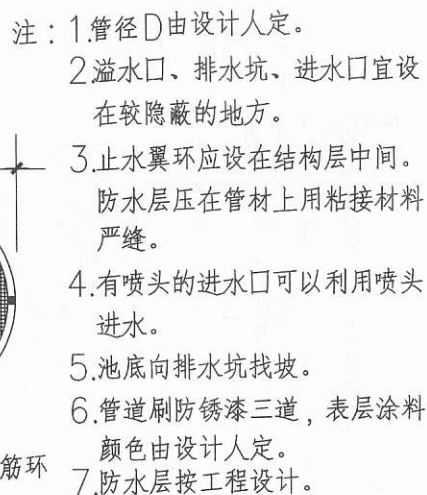 注：1.管径D由设计人定。
2.溢水口、排水坑、进水口宜设
在较隐蔽的地方。
3.止水翼环应设在结构层中间。
防水层压在管材上用粘接材料
严缝。
4.有喷头的进水口可以利用喷头
进水。
5.池底向排水坑找坡。
6.管道刷防锈漆三道，表层涂料
颜色由设计人定。
筋环
7.防水层按工程设计。